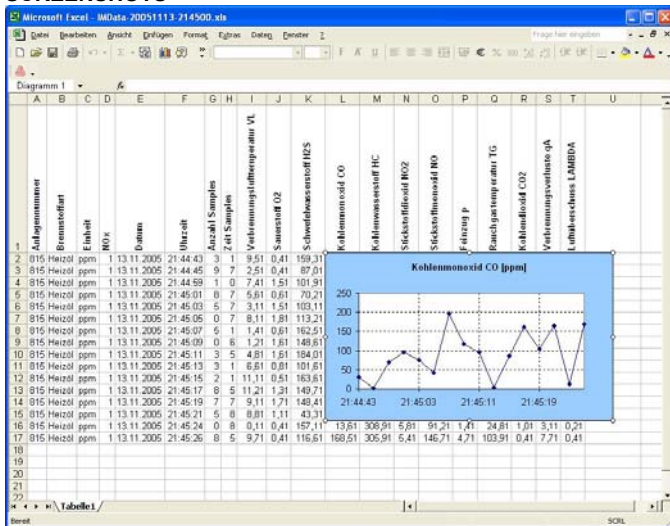 Microsoft Excel - IMData-20051113-214500.xls
Datei Bearbeiten Ansicht Einfügen Format Extras Daten Fenster ?
Frage hier eingeben
Diagramm 1 fx
A B C D E F G H I J K L M N O P Q R S T U
1 Anlagennummer Brennstoffart Einheit NOx Datum Uhrzeit Anzahl Samples Zeit Samples Verbrennungslufttemperatur VL Sauerstoff O2 Schwefelwasserstoff H2S Kohlenmonoxid CO Kohlenwasserstoff HC Stickstoffdioxid NO2 Stickstoffmonoxid NO Feinzug p Rauchgastemperatur TG Kohlendioxid CO2 Verbrennungsverluste qA Luftüberschuss LAMBDA
2 815 Heizöl ppm 1 13.11.2005 21:44:43 3 1 9,51 0,41 159,31
3 815 Heizöl ppm 1 13.11.2005 21:44:45 9 7 2,51 0,41 87,01
4 815 Heizöl ppm 1 13.11.2005 21:44:59 1 0 7,41 1,51 101,91
5 815 Heizöl ppm 1 13.11.2005 21:45:01 8 7 5,61 0,61 70,21
6 815 Heizöl ppm 1 13.11.2005 21:45:03 5 7 3,11 1,51 103,11
7 815 Heizöl ppm 1 13.11.2005 21:45:05 0 7 8,11 1,81 113,21
8 815 Heizöl ppm 1 13.11.2005 21:45:07 5 1 1,41 0,61 162,51
9 815 Heizöl ppm 1 13.11.2005 21:45:09 0 6 1,21 1,61 148,61
10 815 Heizöl ppm 1 13.11.2005 21:45:11 3 5 4,81 1,61 184,01
11 815 Heizöl ppm 1 13.11.2005 21:45:13 3 1 6,61 0,81 101,61
12 815 Heizöl ppm 1 13.11.2005 21:45:15 2 1 11,11 0,51 163,61
13 815 Heizöl ppm 1 13.11.2005 21:45:17 8 5 11,21 1,31 149,71
14 815 Heizöl ppm 1 13.11.2005 21:45:19 7 7 9,11 1,71 148,41
15 815 Heizöl ppm 1 13.11.2005 21:45:21 5 8 8,81 1,11 43,31
16 815 Heizöl ppm 1 13.11.2005 21:45:24 0 8 0,11 0,41 157,11 13,61 308,91 5,81 91,21 1,41 24,81 1,01 3,11 0,21
17 815 Heizöl ppm 1 13.11.2005 21:45:26 8 5 9,71 0,41 116,61 168,51 305,91 5,41 146,71 4,71 103,91 0,41 7,71 0,41
18
19
20
21
22
Kohlenmonoxid CO [ppm]
250
200
150
100
50
0
21:44:43 21:45:03 21:45:11 21:45:19
Tabelle1
Bereit SCRL